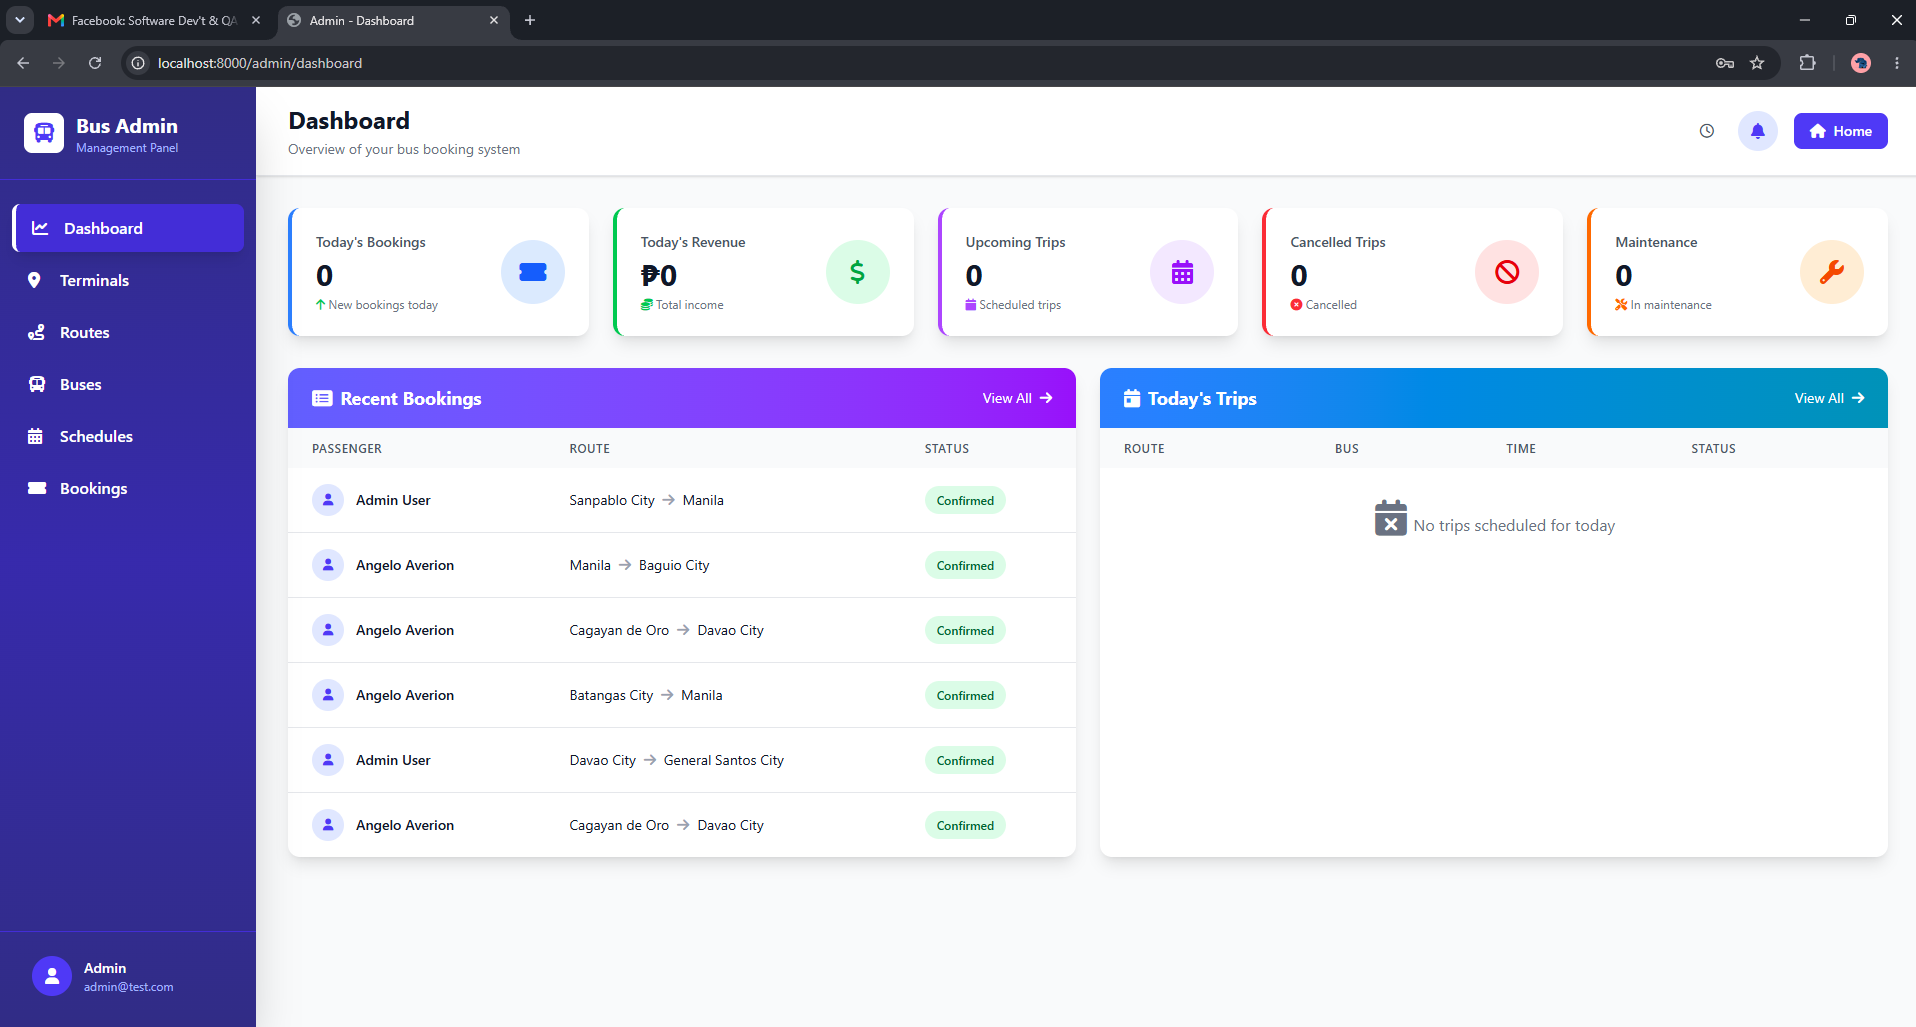 Facebook: Software Dev't & QA
Admin - Dashboard
localhost:8000/admin/dashboard
Bus Admin
Management Panel
Dashboard
Terminals
Routes
Buses
Schedules
Bookings
Admin
admin@test.com
Dashboard
Overview of your bus booking system
Home
Today's Bookings
0
New bookings today
Today's Revenue
₱0
Total income
Upcoming Trips
0
Scheduled trips
Cancelled Trips
0
Cancelled
Maintenance
0
In maintenance
Recent Bookings View All →
PASSENGER ROUTE STATUS
Admin User Sanpablo City → Manila Confirmed
Angelo Averion Manila → Baguio City Confirmed
Angelo Averion Cagayan de Oro → Davao City Confirmed
Angelo Averion Batangas City → Manila Confirmed
Admin User Davao City → General Santos City Confirmed
Angelo Averion Cagayan de Oro → Davao City Confirmed
Today's Trips View All →
ROUTE BUS TIME STATUS
No trips scheduled for today